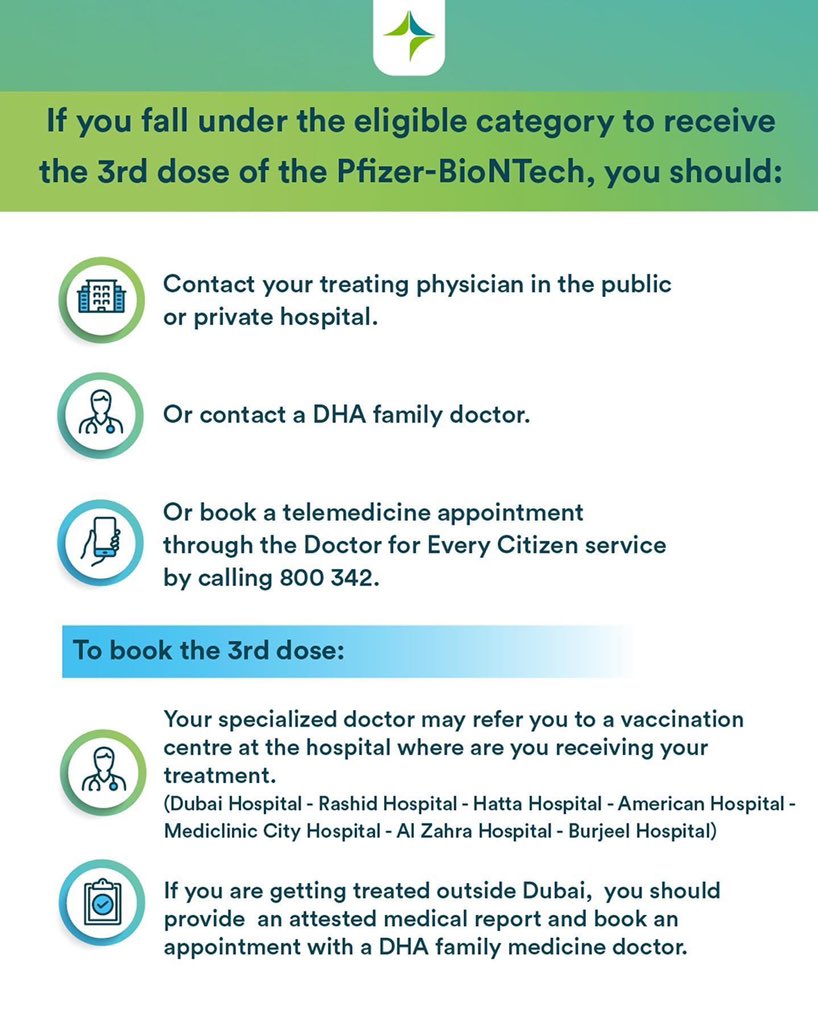 If you fall under the eligible category to receive
the 3rd dose of the Pfizer-BioNTech, you should:
Contact your treating physician in the public
or private hospital.
Or contact a DHA family doctor.
Or book a telemedicine appointment
through the Doctor for Every Citizen service
by calling 800 342.
To book the 3rd dose:
Your specialized doctor may refer you to a vaccination
centre at the hospital where are you receiving your
treatment.
(Dubai Hospital - Rashid Hospital - Hatta Hospital - American Hospital -
Mediclinic City Hospital - Al Zahra Hospital - Burjeel Hospital)
If you are getting treated outside Dubai,  you should
provide  an attested medical report and book an
appointment with a DHA family medicine doctor.